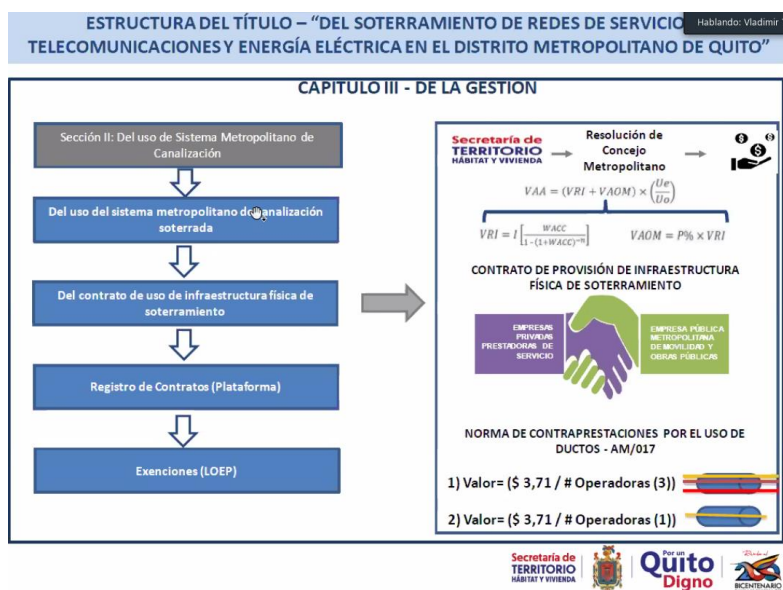 ESTRUCTURA DEL TÍTULO – “DEL SOTERRAMIENTO DE REDES DE SERVICIO
Hablando: Vladimir
TELECOMUNICACIONES Y ENERGÍA ELÉCTRICA EN EL DISTRITO METROPOLITANO DE QUITO”
CAPITULO III - DE LA GESTION
Sección II: Del uso de Sistema Metropolitano de
Canalización
Del uso del sistema metropolitano de canalización
soterrada
Del contrato de uso de infraestructura física de
soterramiento
Registro de Contratos (Plataforma)
Exenciones (LOEP)
Secretaría de
TERRITORIO
HÁBITAT Y VIVIENDA
Resolución de
Concejo
Metropolitano
VAA = (VRI + VAOM) × (Ue/Uo)
VRI = I [WACC / 1 - (1+WACC)^-n]
VAOM = P% × VRI
CONTRATO DE PROVISIÓN DE INFRAESTRUCTURA
FÍSICA DE SOTERRAMIENTO
EMPRESAS
PRIVADAS
PRESTADORAS DE
SERVICIO
EMPRESA PÚBLICA
METROPOLITANA
DE MOVILIDAD Y
OBRAS PÚBLICAS
NORMA DE CONTRAPRESTACIONES POR EL USO DE
DUCTOS - AM/017
1) Valor= ($ 3,71 / # Operadoras (3))
2) Valor= ($ 3,71 / # Operadoras (1))
Secretaría de
TERRITORIO
HÁBITAT Y VIVIENDA
Por un
Quito
Digno
BICENTENARIO